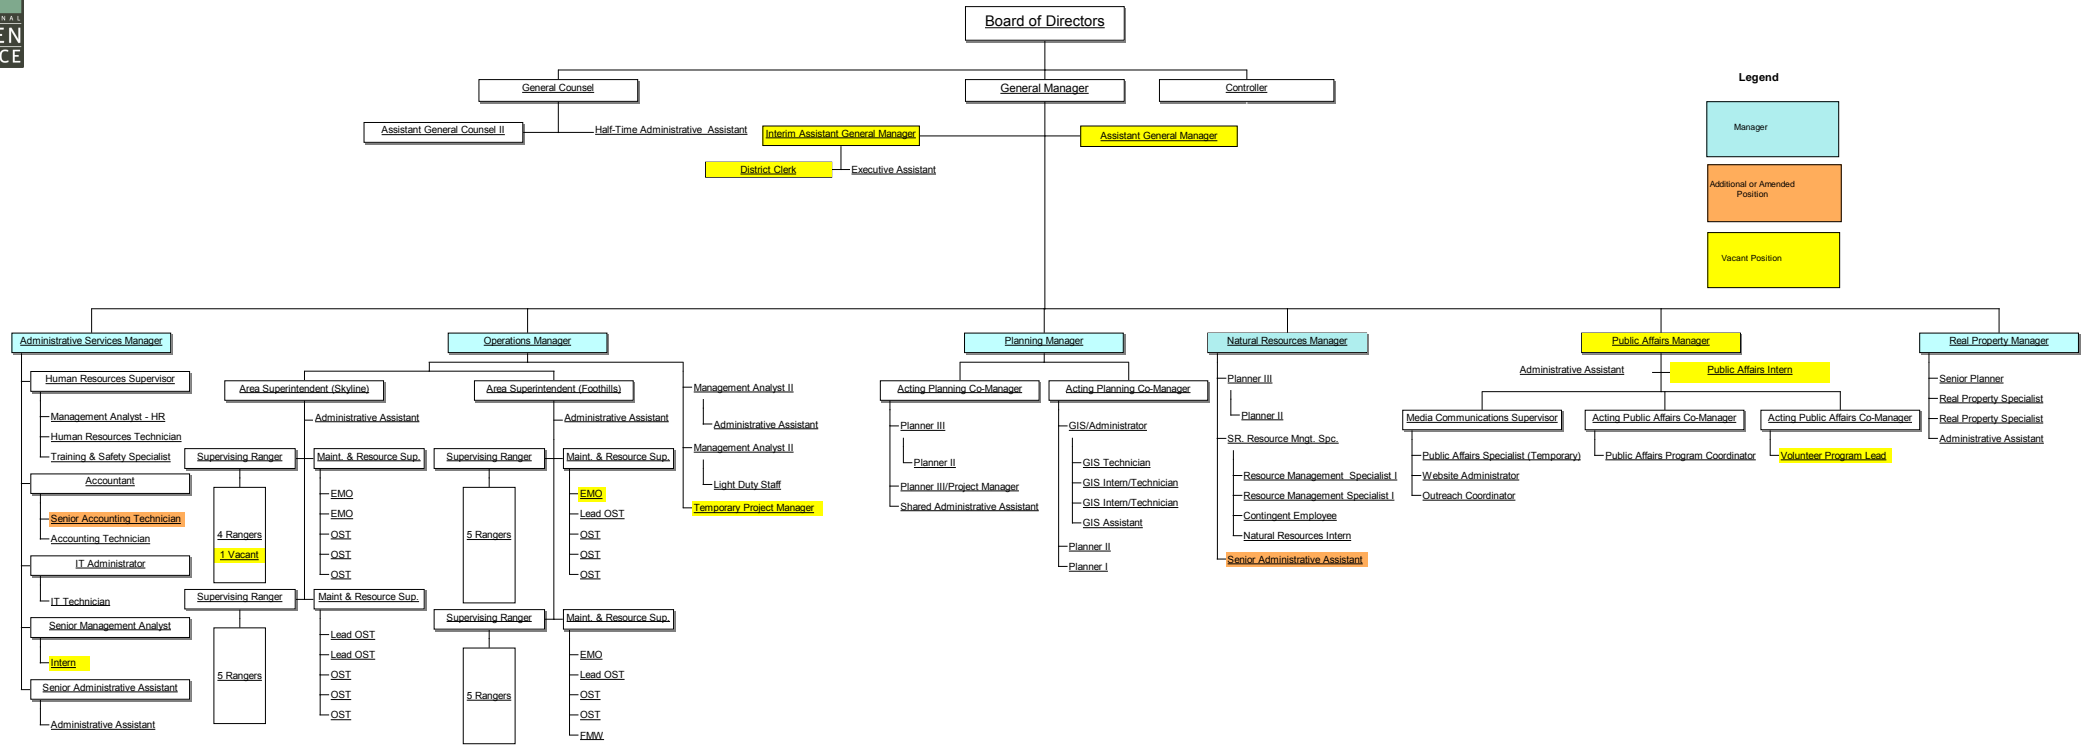 EN
CE
Board of Directors
General Counsel
General Manager
Controller
Legend
Manager
Additional or Amended
Position
Vacant Position
Assistant General Counsel II
Half-Time Administrative Assistant
Interim Assistant General Manager
Assistant General Manager
District Clerk
Executive Assistant
Administrative Services Manager
Human Resources Supervisor
Management Analyst - HR
Human Resources Technician
Training & Safety Specialist
Accountant
Senior Accounting Technician
Accounting Technician
IT Administrator
IT Technician
Senior Management Analyst
Intern
Senior Administrative Assistant
Administrative Assistant
Operations Manager
Area Superintendent (Skyline)
Administrative Assistant
Supervising Ranger
4 Rangers
1 Vacant
Maint. & Resource Sup.
EMO
EMO
OST
OST
OST
Supervising Ranger
5 Rangers
Maint & Resource Sup.
Lead OST
Lead OST
OST
OST
OST
Area Superintendent (Foothills)
Administrative Assistant
Supervising Ranger
5 Rangers
Maint. & Resource Sup.
EMO
Lead OST
OST
OST
OST
Supervising Ranger
5 Rangers
Maint. & Resource Sup.
EMO
Lead OST
OST
OST
FMW
Management Analyst II
Administrative Assistant
Management Analyst II
Light Duty Staff
Temporary Project Manager
Planning Manager
Acting Planning Co-Manager
Planner III
Planner II
Planner III/Project Manager
Shared Administrative Assistant
Acting Planning Co-Manager
GIS/Administrator
GIS Technician
GIS Intern/Technician
GIS Intern/Technician
GIS Assistant
Planner II
Planner I
Natural Resources Manager
Planner III
Planner II
SR. Resource Mngt. Spc.
Resource Management Specialist I
Resource Management Specialist I
Contingent Employee
Natural Resources Intern
Senior Administrative Assistant
Public Affairs Manager
Administrative Assistant
Public Affairs Intern
Media Communications Supervisor
Public Affairs Specialist (Temporary)
Website Administrator
Outreach Coordinator
Acting Public Affairs Co-Manager
Public Affairs Program Coordinator
Acting Public Affairs Co-Manager
Volunteer Program Lead
Real Property Manager
Senior Planner
Real Property Specialist
Real Property Specialist
Administrative Assistant